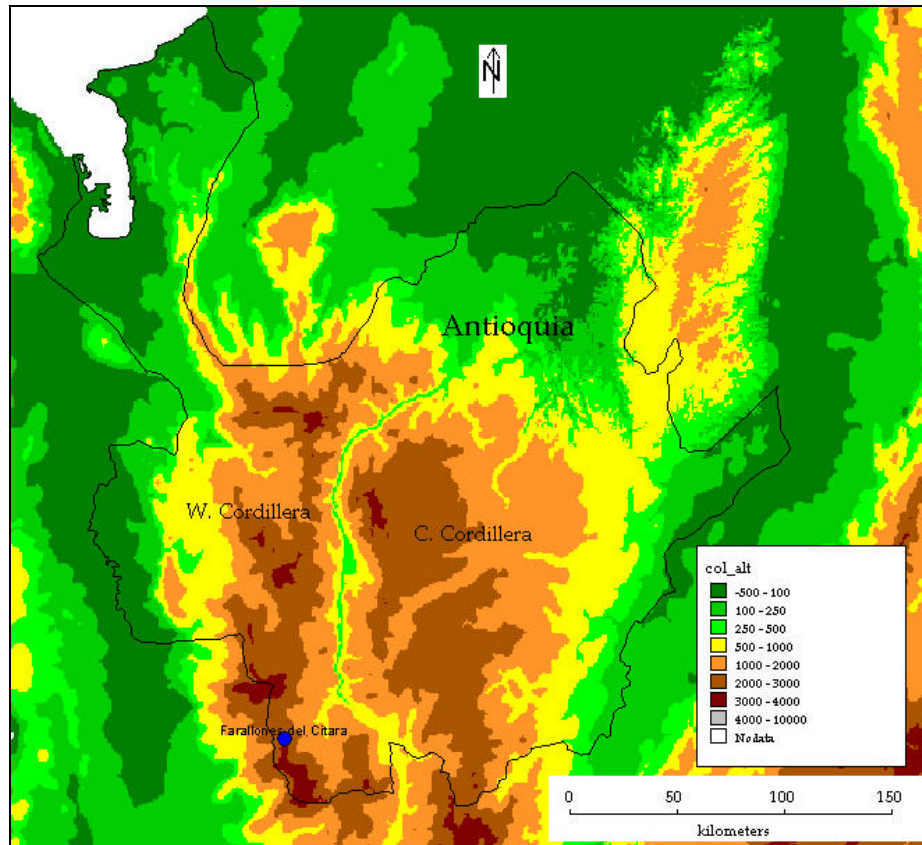 N
Antioquia
W. Cordillera
C. Cordillera
Farallones del Citara
col_alt
-500 - 100
100 - 250
250 - 500
500 - 1000
1000 - 2000
2000 - 3000
3000 - 4000
4000 - 10000
No data
0 50 100 150
kilometers